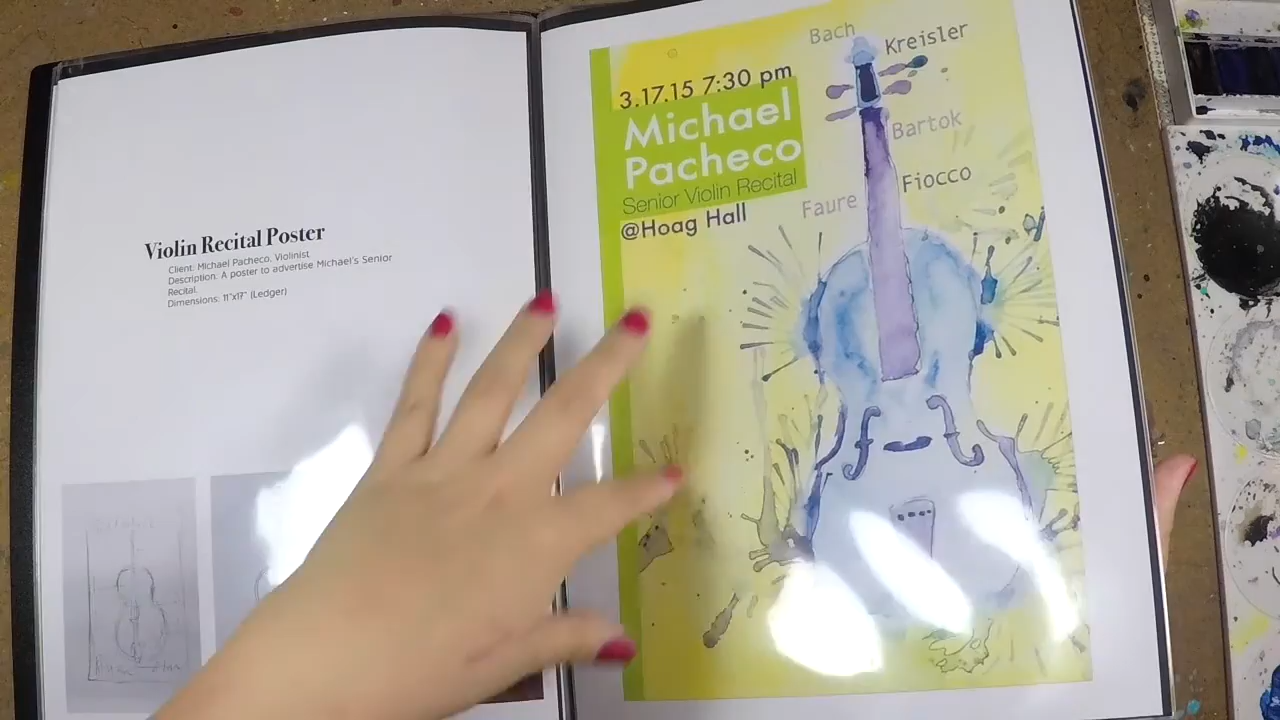 Violin Recital Poster
Client: Michael Pacheco, Violinist
Description: A poster to advertise Michael's Senior
Recital.
Dimensions: 11"x17" (Ledger)
3.17.15 7:30 pm
Michael
Pacheco
Senior Violin Recital
@Hoag Hall
Bach
Kreisler
Bartok
Fiocco
Faure